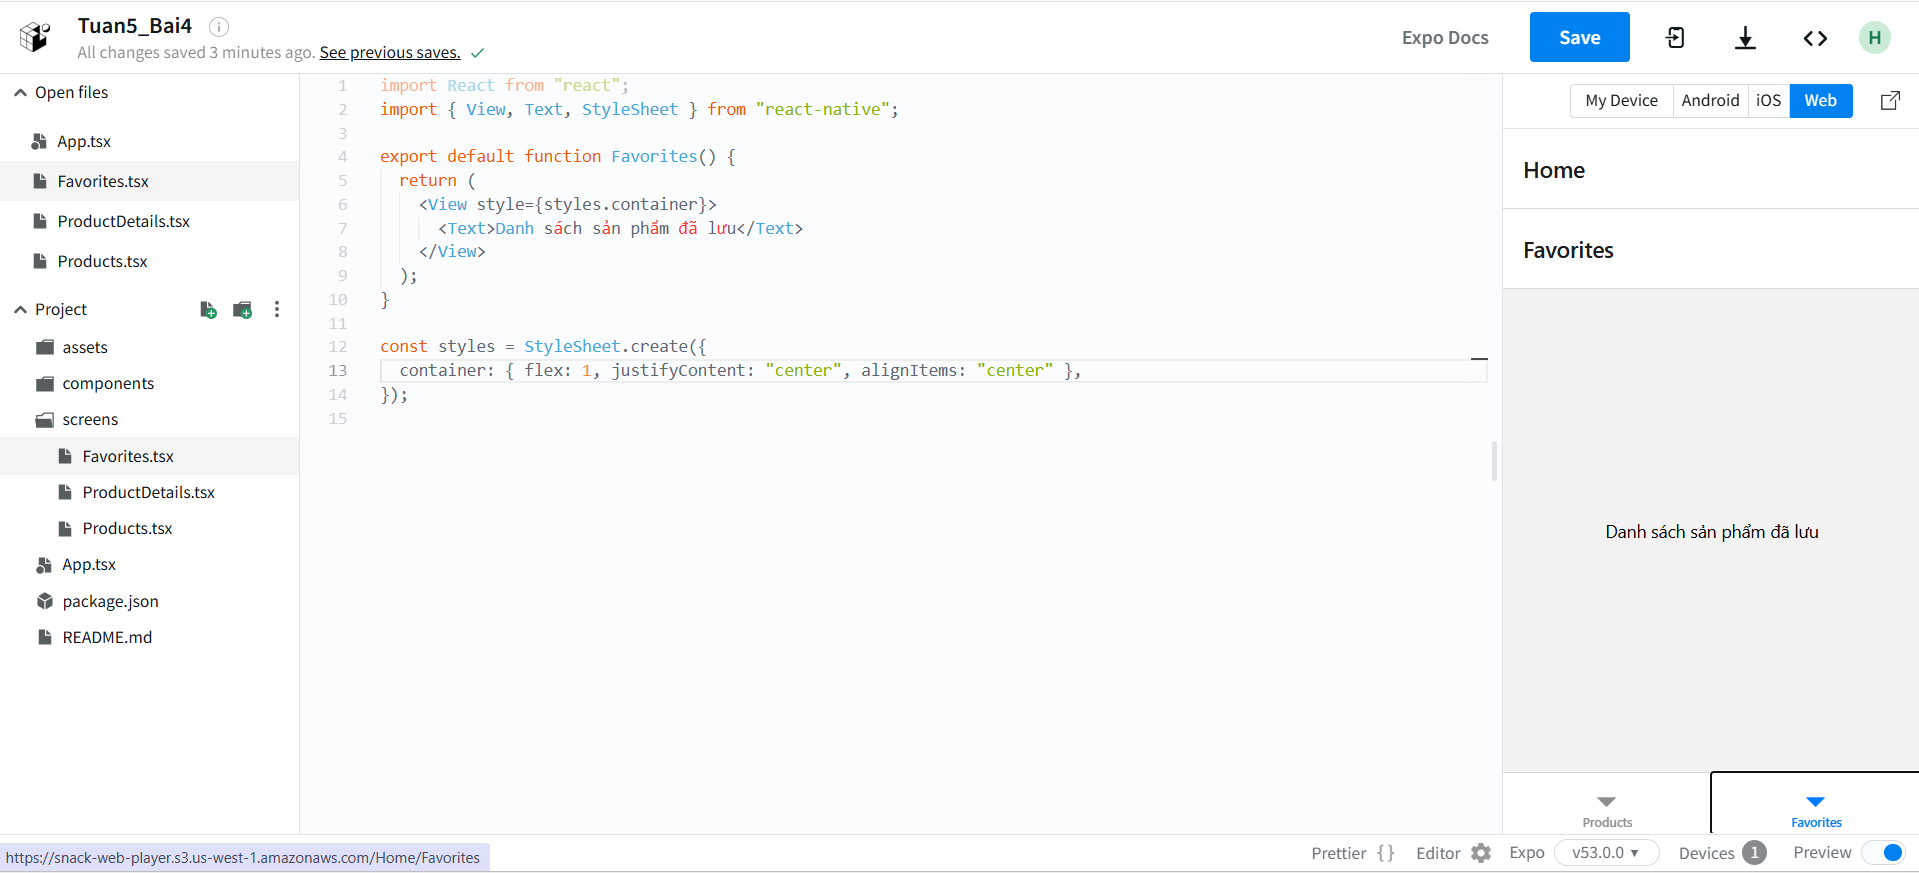 Tuan5_Bai4
All changes saved 3 minutes ago. See previous saves.
Expo Docs
Save
H
Open files
App.tsx
Favorites.tsx
ProductDetails.tsx
Products.tsx
Project
assets
components
screens
Favorites.tsx
ProductDetails.tsx
Products.tsx
App.tsx
package.json
README.md
1 import React from "react";
2 import { View, Text, StyleSheet } from "react-native";
3
4 export default function Favorites() {
5 return (
6 <View style={styles.container}>
7 <Text>Danh sách sản phẩm đã lưu</Text>
8 </View>
9 );
10 }
11
12 const styles = StyleSheet.create({
13 container: { flex: 1, justifyContent: "center", alignItems: "center" },
14 });
15
My Device Android iOS Web
Home
Favorites
Danh sách sản phẩm đã lưu
Products
Favorites
https://snack-web-player.s3.us-west-1.amazonaws.com/Home/Favorites
Prettier {} Editor Expo v53.0.0 ▾ Devices 1 Preview